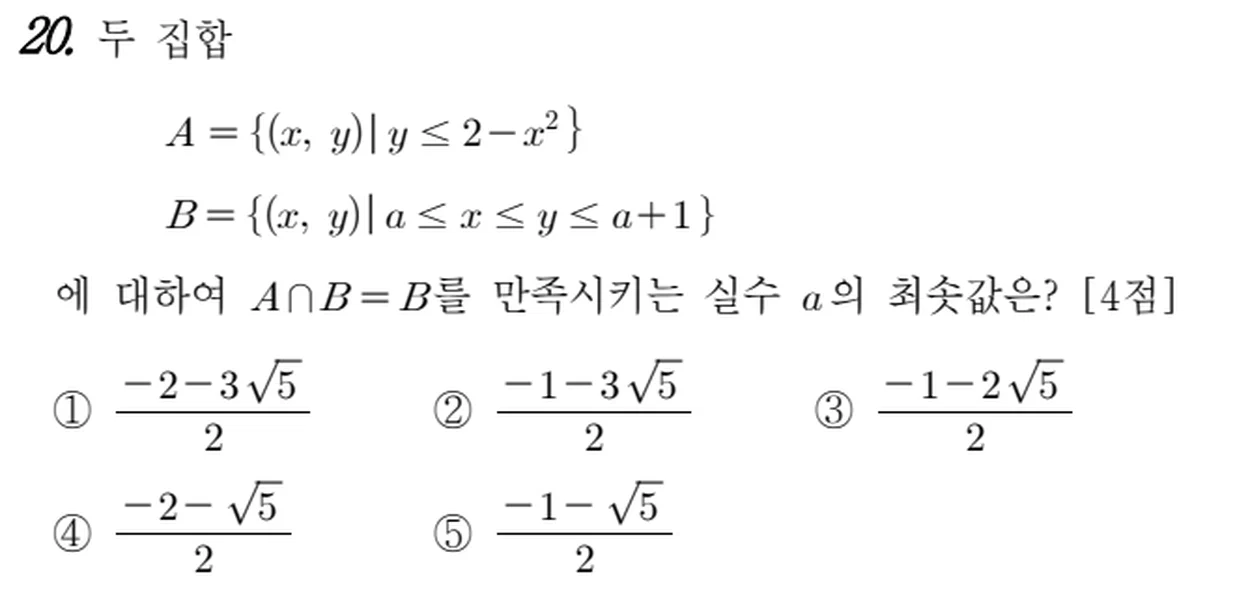 20. 두 집합
A = {(x, y) | y ≤ 2 − x²}
B = {(x, y) | a ≤ x ≤ y ≤ a+1}
에 대하여 A∩B = B를 만족시키는 실수 a의 최솟값은? [4점]
① (−2−3√5)/2 ② (−1−3√5)/2 ③ (−1−2√5)/2
④ (−2−√5)/2 ⑤ (−1−√5)/2